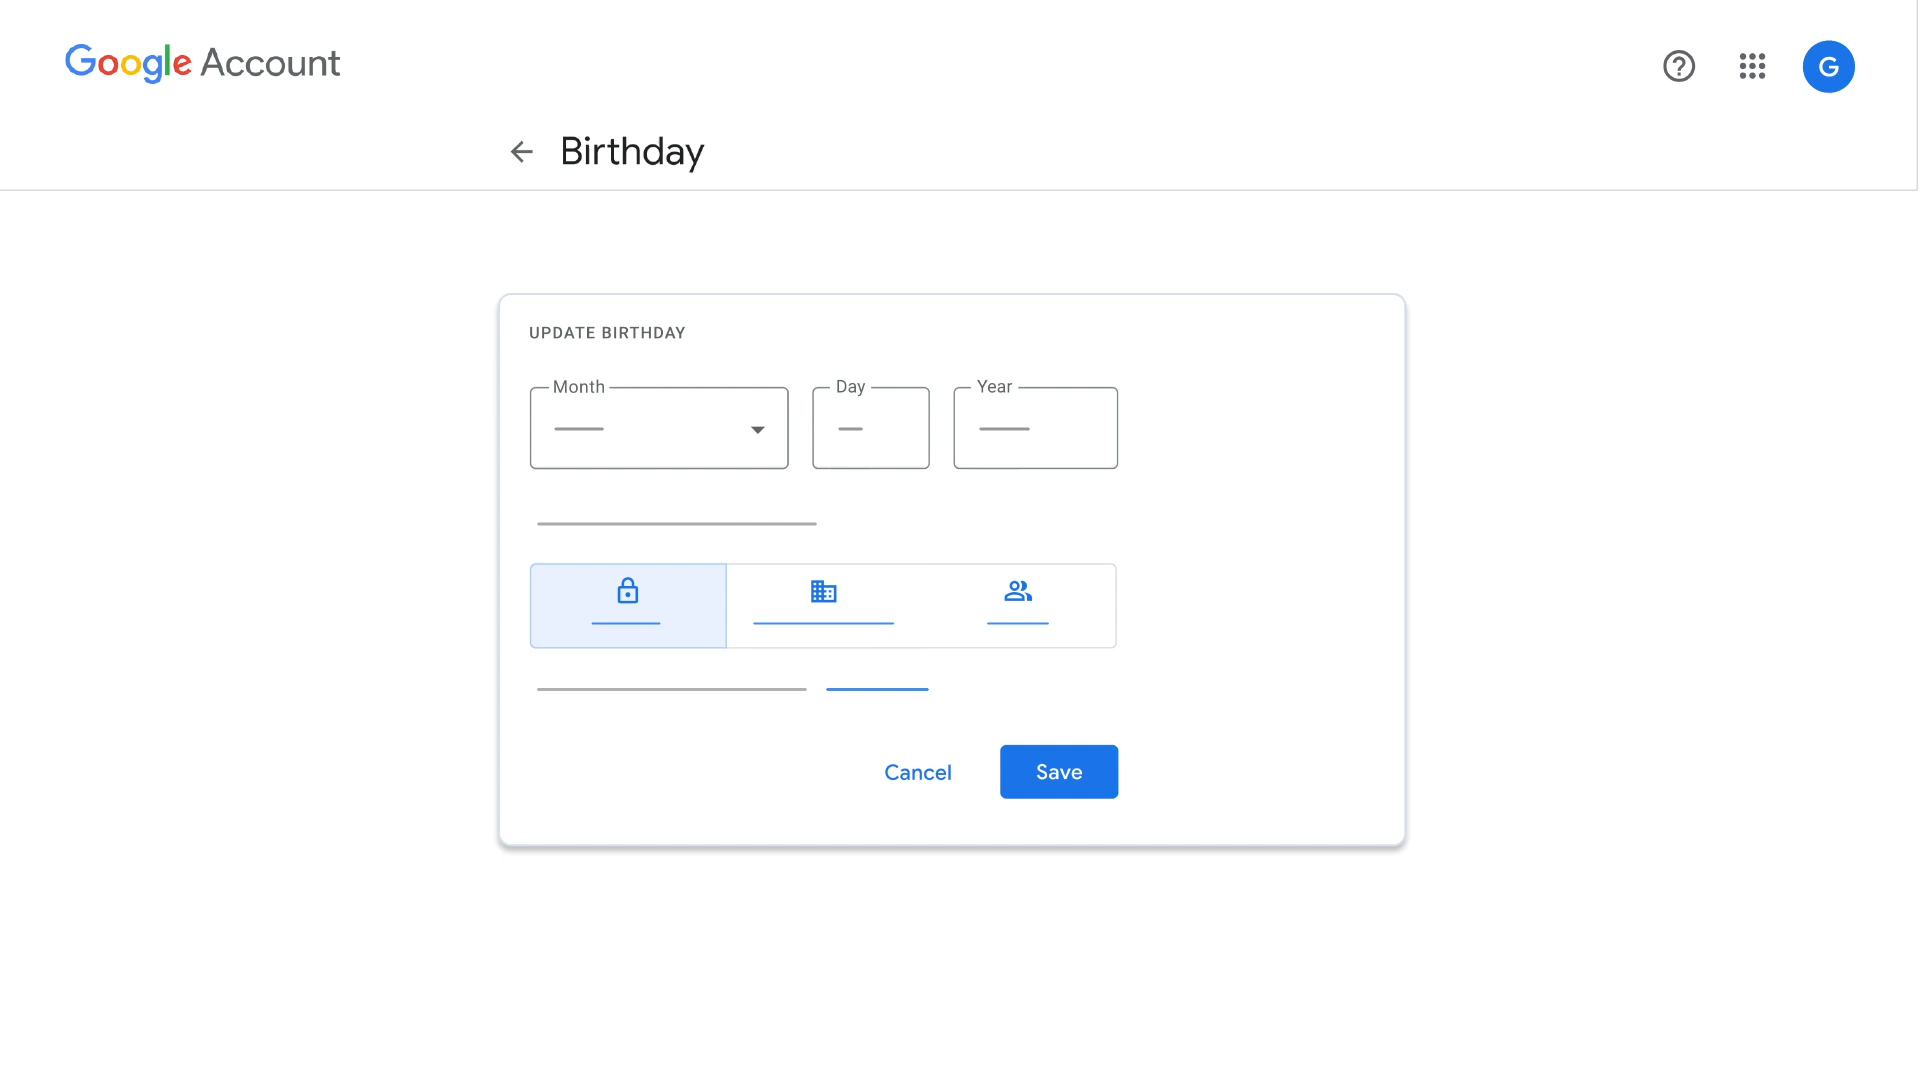 Google Account
G
Birthday
UPDATE BIRTHDAY
Month
Day
Year
Cancel
Save